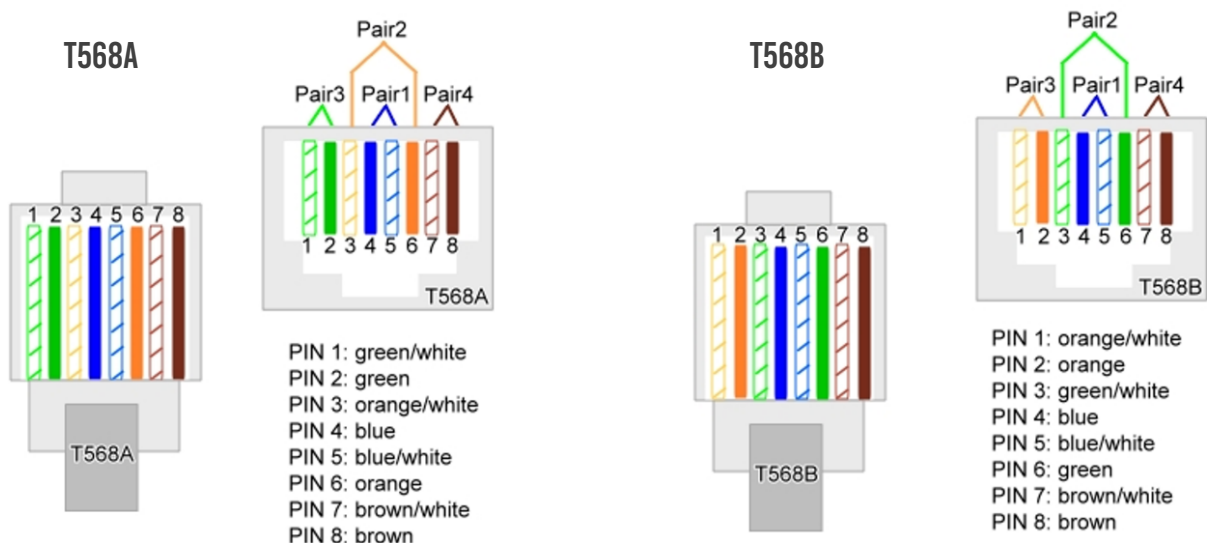 T568A
Pair2
Pair3 Pair1 Pair4
1 2 3 4 5 6 7 8
1 2 3 4 5 6 7 8
T568A
T568A
PIN 1: green/white
PIN 2: green
PIN 3: orange/white
PIN 4: blue
PIN 5: blue/white
PIN 6: orange
PIN 7: brown/white
PIN 8: brown
T568B
Pair2
Pair3 Pair1 Pair4
1 2 3 4 5 6 7 8
1 2 3 4 5 6 7 8
T568B
T568B
PIN 1: orange/white
PIN 2: orange
PIN 3: green/white
PIN 4: blue
PIN 5: blue/white
PIN 6: green
PIN 7: brown/white
PIN 8: brown